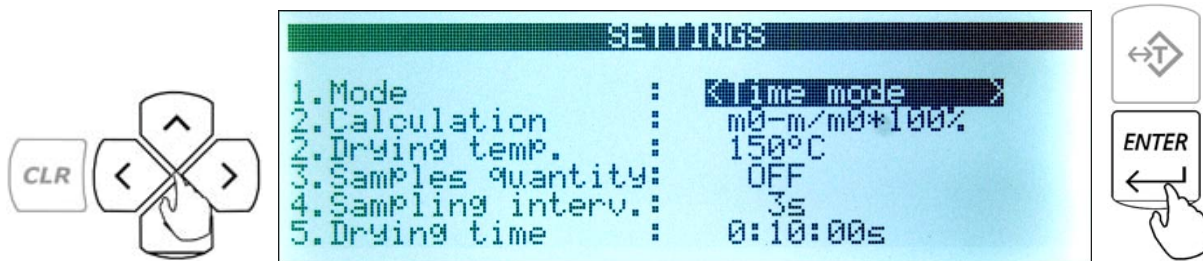 SETTINGS
1.Mode : <Time mode >
2.Calculation : m0-m/m0*100%
2.Drying temp. : 150°C
3.Samples quantity: OFF
4.Sampling interv.: 3s
5.Drying time : 0:10:00s
CLR
T
ENTER